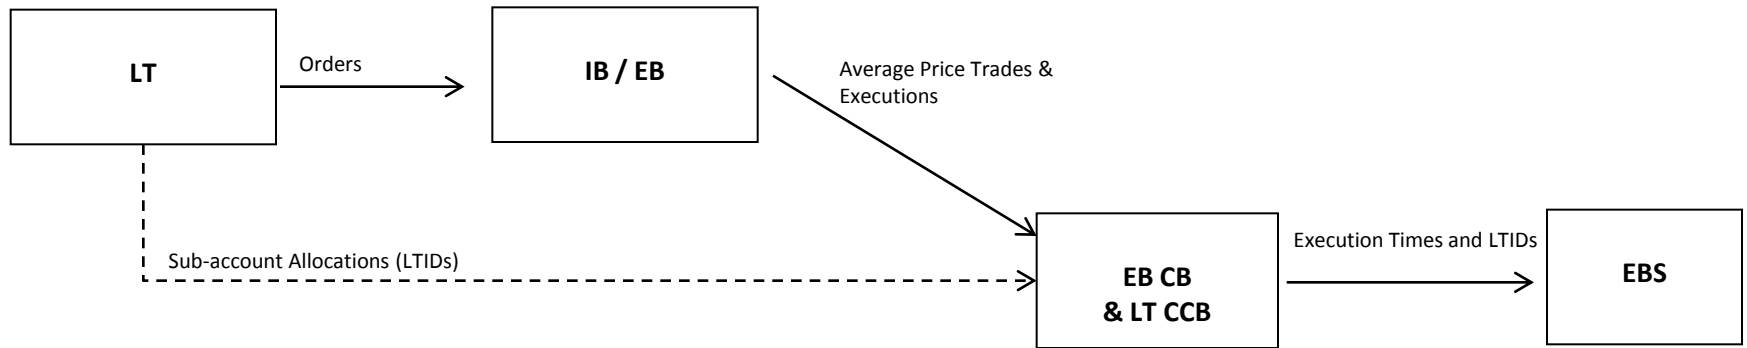 LT
Orders
IB / EB
Average Price Trades &
Executions
Sub-account Allocations (LTIDs)
EB CB
& LT CCB
Execution Times and LTIDs
EBS